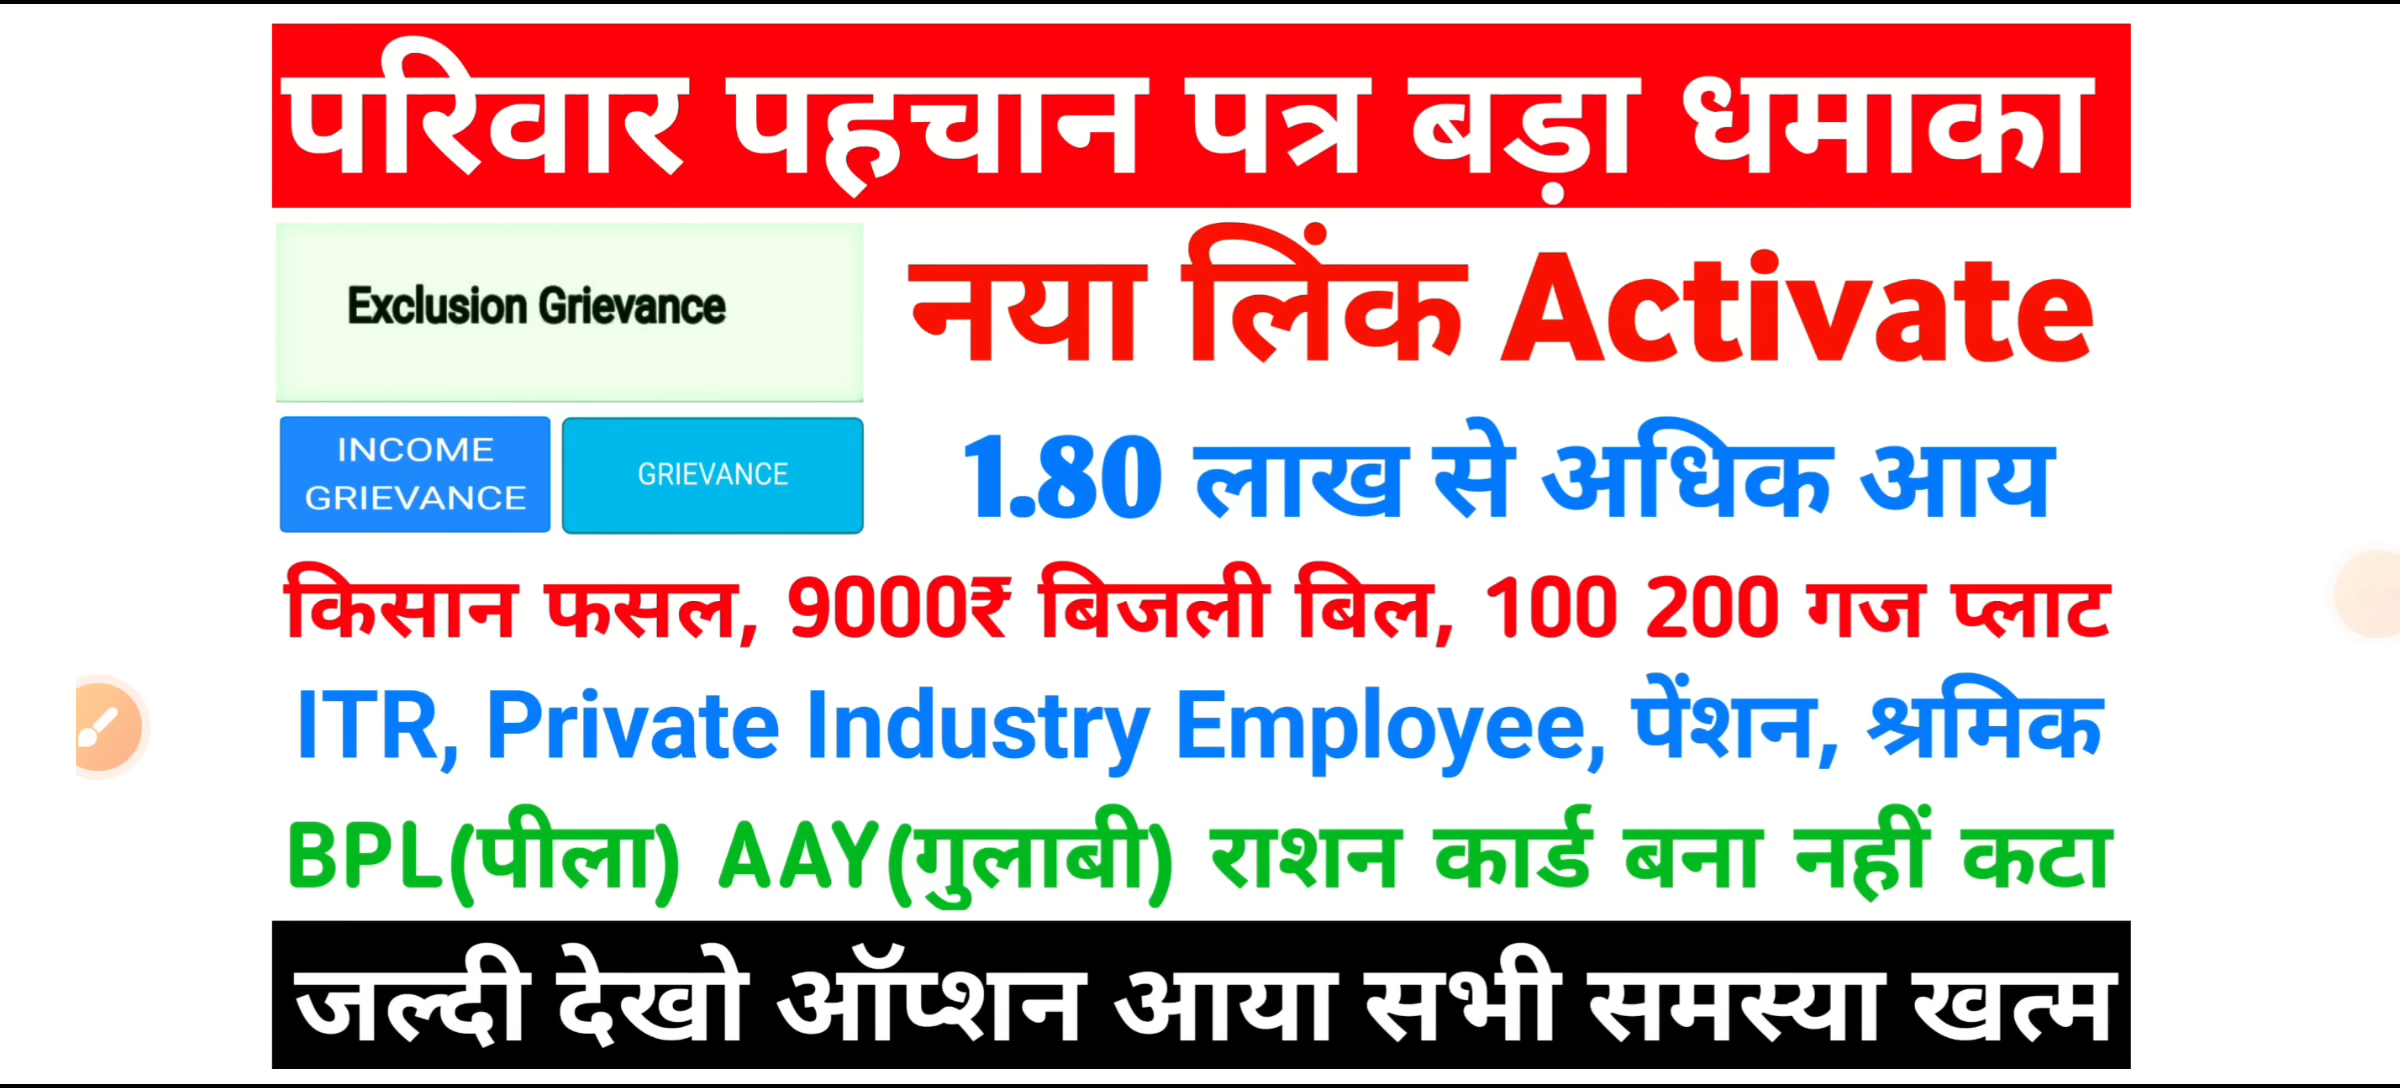 परिवार पहचान पत्र बड़ा धमाका
Exclusion Grievance
नया लिंक Activate
INCOME
GRIEVANCE
GRIEVANCE
1.80 लाख से अधिक आय
किसान फसल, 9000₹ बिजली बिल, 100 200 गज प्लाट
ITR, Private Industry Employee, पेंशन, श्रमिक
BPL(पीला) AAY(गुलाबी) राशन कार्ड बना नहीं कटा
जल्दी देखो ऑप्शन आया सभी समस्या खत्म